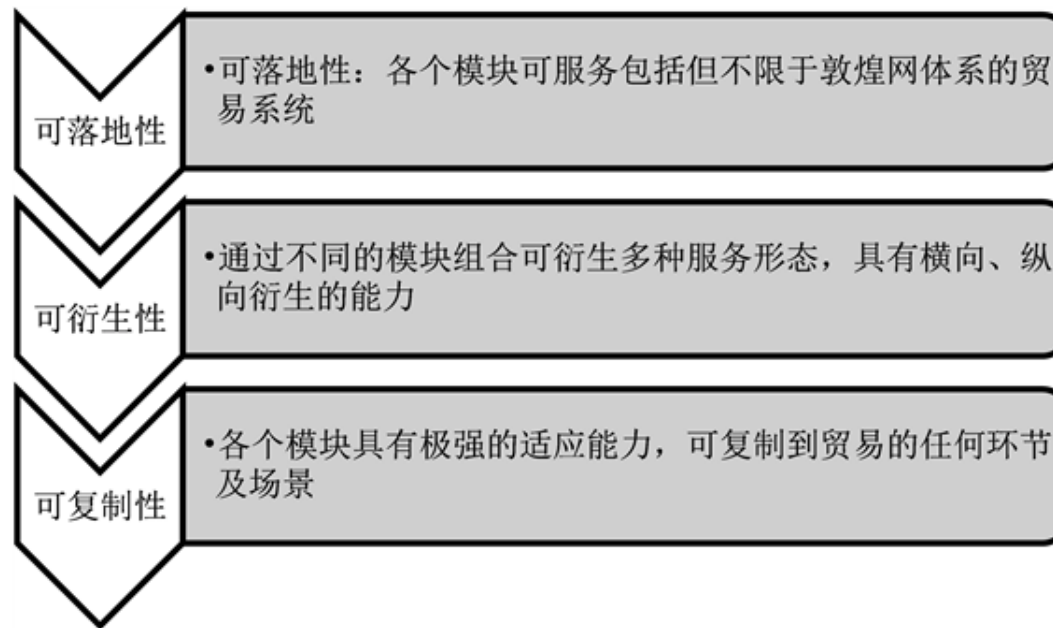 可落地性
•可落地性：各个模块可服务包括但不限于敦煌网体系的贸
易系统
可衍生性
•通过不同的模块组合可衍生多种服务形态，具有横向、纵
向衍生的能力
可复制性
•各个模块具有极强的适应能力，可复制到贸易的任何环节
及场景